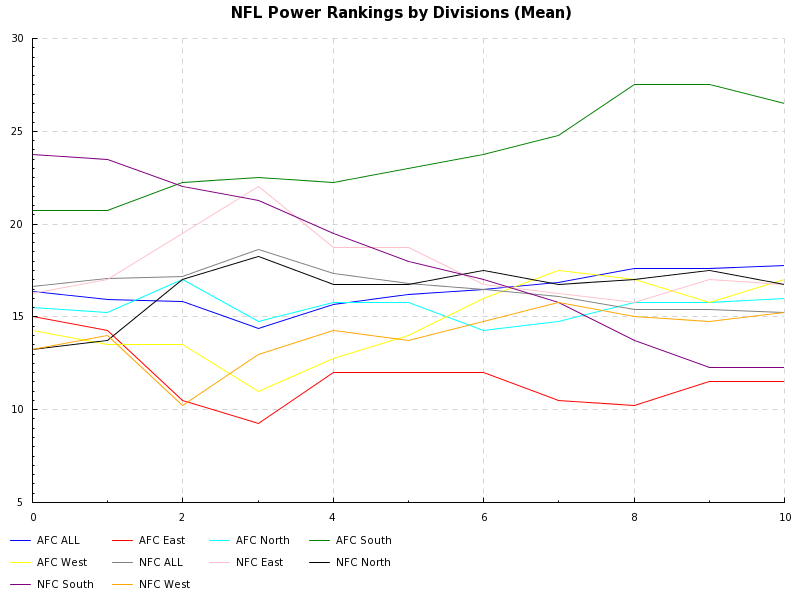 NFL Power Rankings by Divisions (Mean)
30
25
20
15
10
5
0 2 4 6 8 10
AFC ALL AFC East AFC North AFC South
AFC West NFC ALL NFC East NFC North
NFC South NFC West